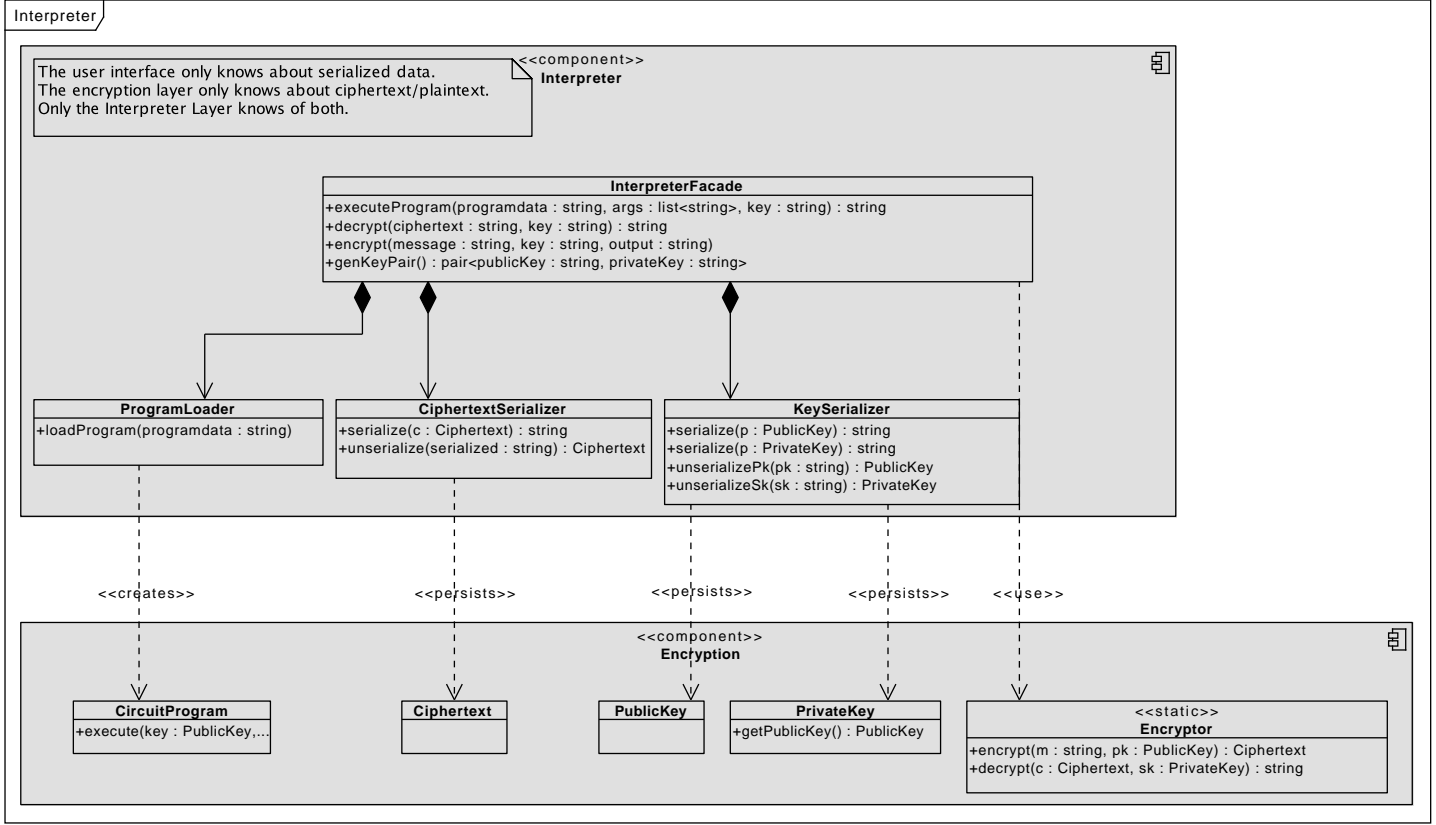 Interpreter
<<component>>
Interpreter
The user interface only knows about serialized data.
The encryption layer only knows about ciphertext/plaintext.
Only the Interpreter Layer knows of both.
InterpreterFacade
+executeProgram(programdata : string, args : list<string>, key : string) : string
+decrypt(ciphertext : string, key : string) : string
+encrypt(message : string, key : string, output : string)
+genKeyPair() : pair<publicKey : string, privateKey : string>
ProgramLoader
+loadProgram(programdata : string)
CiphertextSerializer
+serialize(c : Ciphertext) : string
+unserialize(serialized : string) : Ciphertext
KeySerializer
+serialize(p : PublicKey) : string
+serialize(p : PrivateKey) : string
+unserializePk(pk : string) : PublicKey
+unserializeSk(sk : string) : PrivateKey
<<creates>>
<<persists>>
<<persists>>
<<persists>>
<<use>>
<<component>>
Encryption
CircuitProgram
+execute(key : PublicKey,...
Ciphertext
PublicKey
PrivateKey
+getPublicKey() : PublicKey
<<static>>
Encryptor
+encrypt(m : string, pk : PublicKey) : Ciphertext
+decrypt(c : Ciphertext, sk : PrivateKey) : string